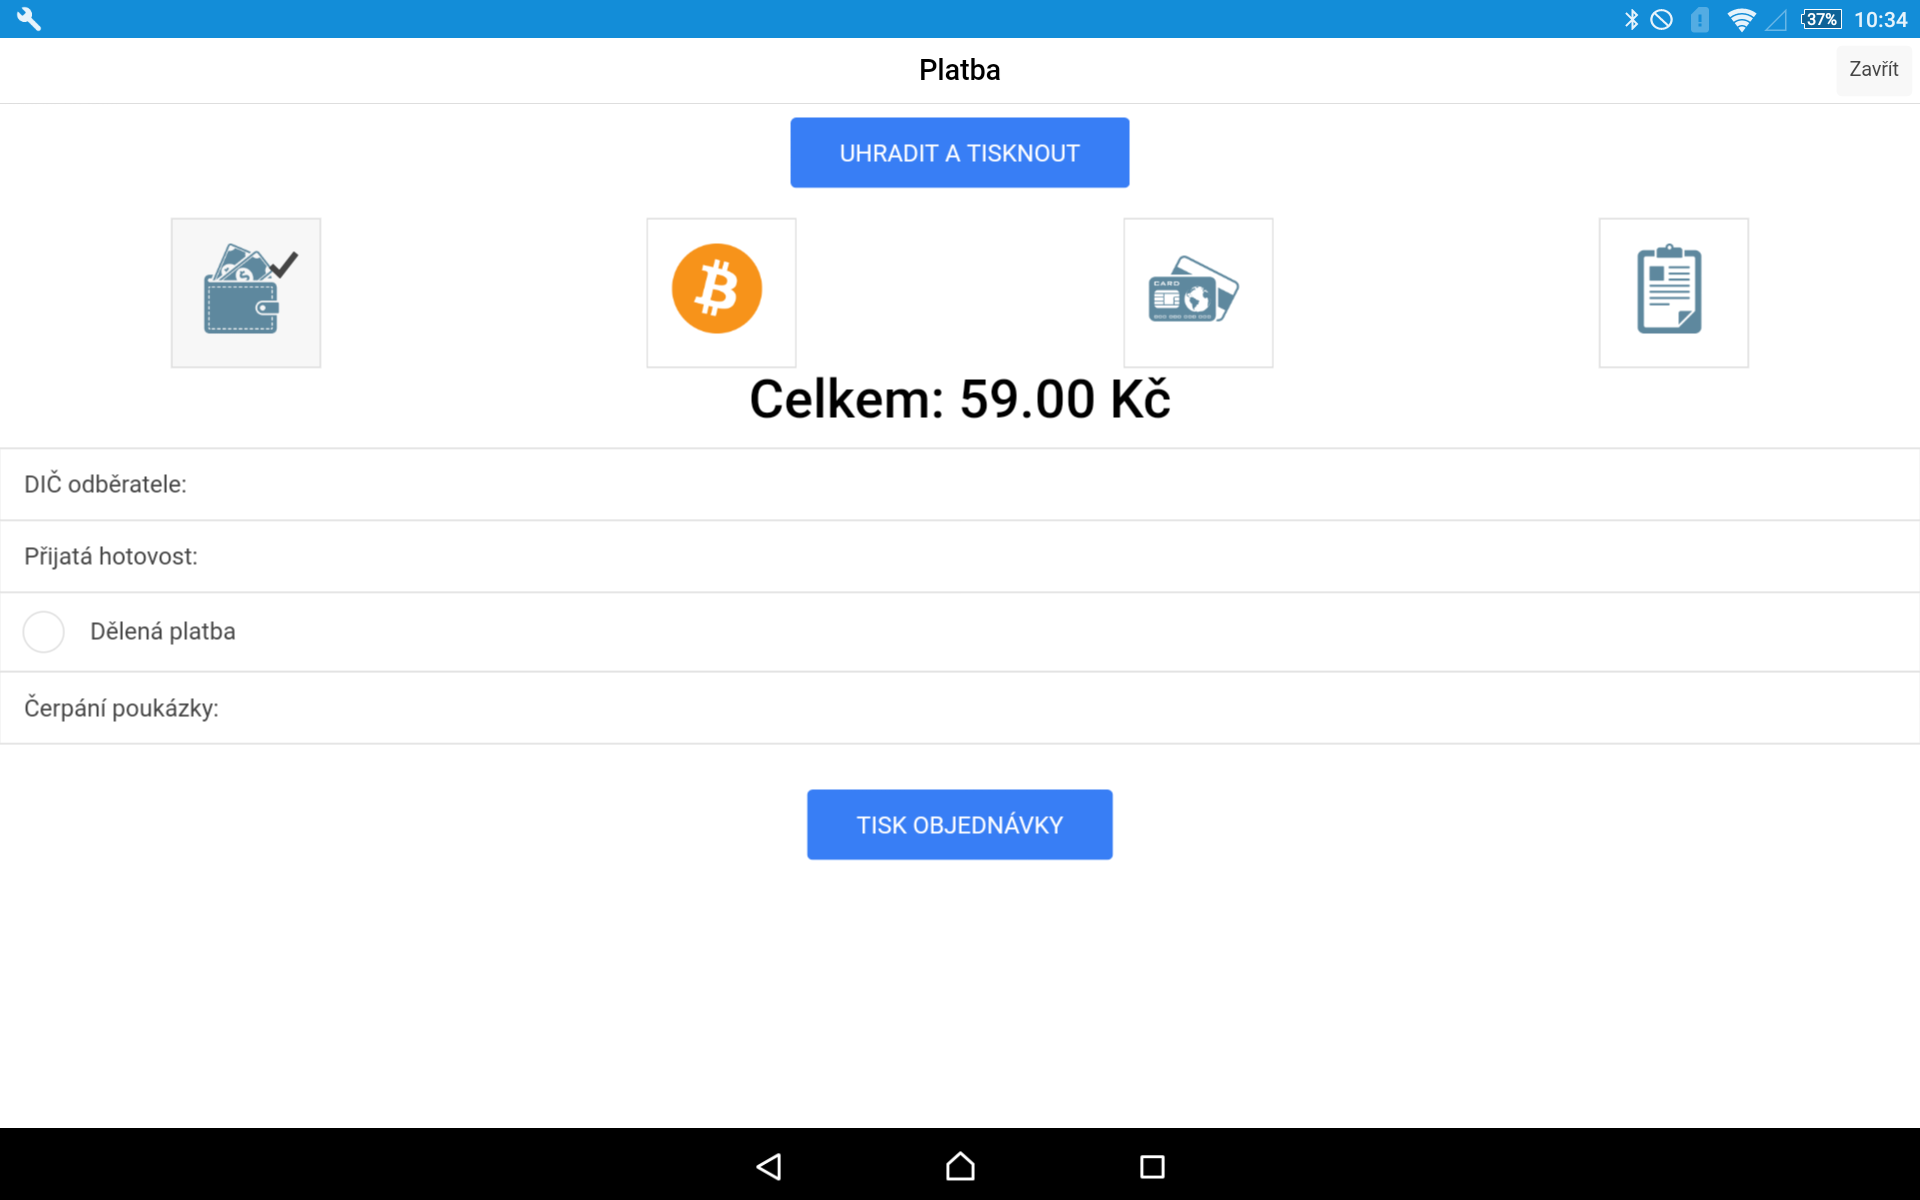 37% 10:34
Platba
Zavřít
UHRADIT A TISKNOUT
CARD
Celkem: 59.00 Kč
DIČ odběratele:
Přijatá hotovost:
Dělená platba
Čerpání poukázky:
TISK OBJEDNÁVKY